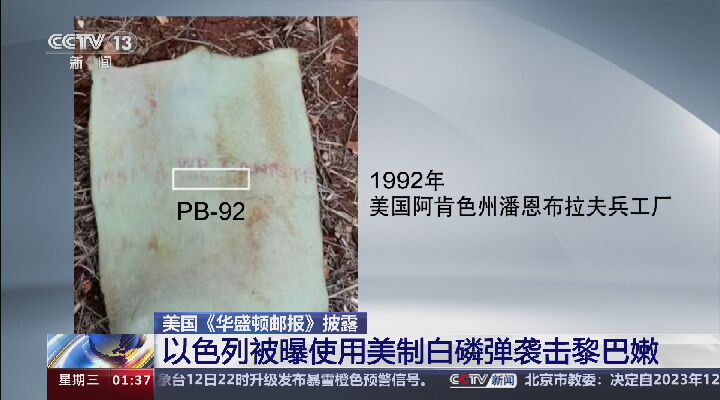 CCTV 13
新闻
WP CANISTER
PB-92
1992年
美国阿肯色州潘恩布拉夫兵工厂
美国《华盛顿邮报》披露
以色列被曝使用美制白磷弹袭击黎巴嫩
星期三 01:37 象台12日22时升级发布暴雪橙色预警信号。 CCTV 新闻 北京市教委：决定自2023年12